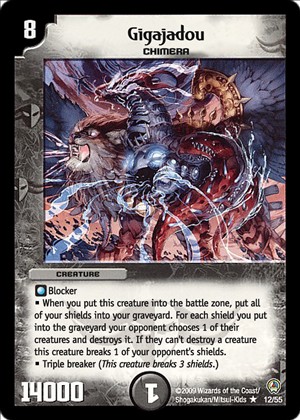 8
Gigajadou
CHIMERA
CREATURE
Blocker
▪ When you put this creature into the battle zone, put all
of your shields into your graveyard. For each shield you put
into the graveyard your opponent chooses 1 of their
creatures and destroys it. If they can't destroy a creature
this creature breaks 1 of your opponent's shields.
▪ Triple breaker (This creature breaks 3 shields.)
14000
1
©2009 Wizards of the Coast/
Shogakukan/Mitsui-Kids ★ 12/55